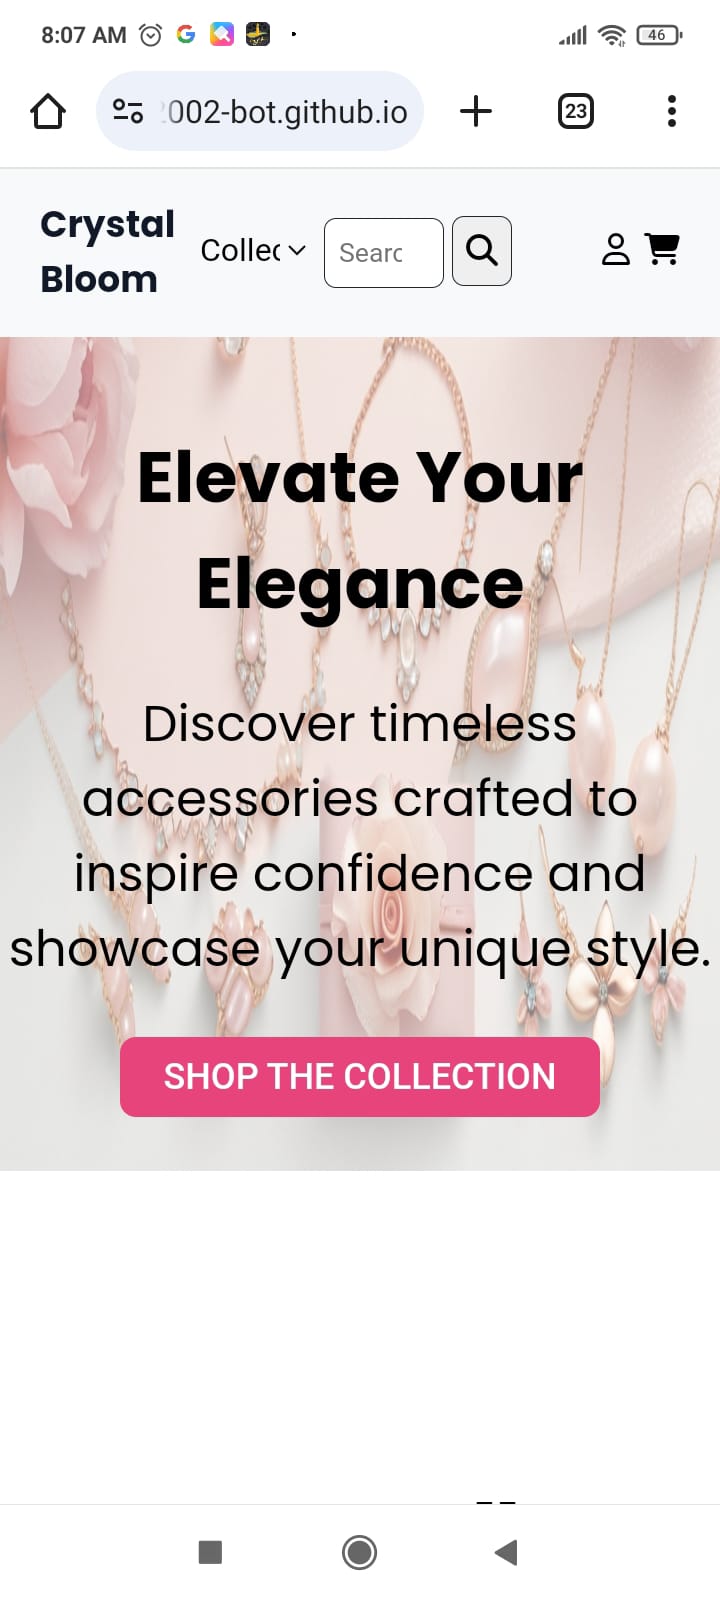 8:07 AM
46
2002-bot.github.io
23
Crystal
Bloom
Collec
Searc
Elevate Your
Elegance
Discover timeless
accessories crafted to
inspire confidence and
showcase your unique style.
SHOP THE COLLECTION